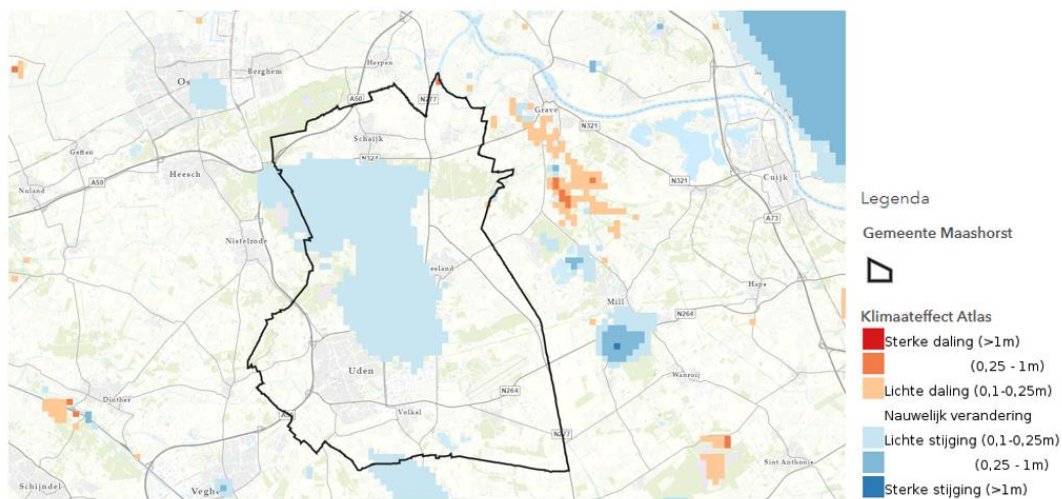 Herpen
Os
Berghem
A50
N277
Grave
Schaijk
N321
Geffen
N324
Heesch
A59
Nuland
N321
Cuijk
A73
Nistelrode
eeland
Mill
Haps
N264
Uden
Wanroij
N264
Dinther
Volkel
N277
Sint Anthonis
Schijndel
Veghe
Legenda
Gemeente Maashorst
Klimaateffect Atlas
Sterke daling (>1m)
(0,25 - 1m)
Lichte daling (0,1-0,25m)
Nauwelijk verandering
Lichte stijging (0,1-0,25m)
(0,25 - 1m)
Sterke stijging (>1m)